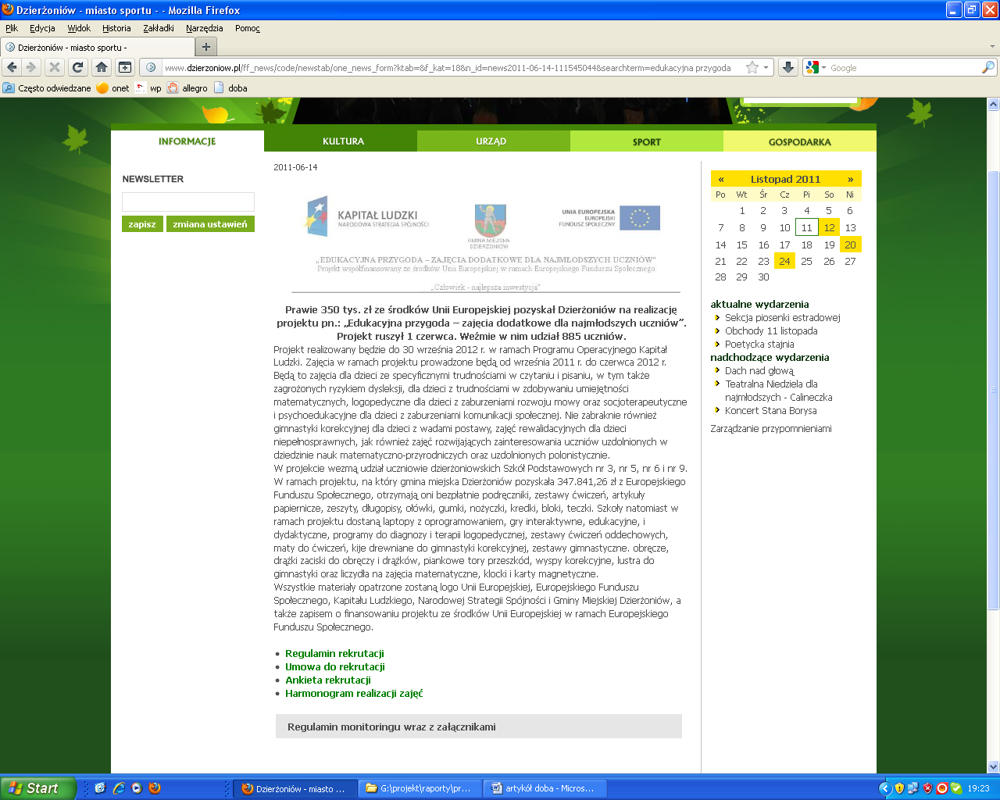 Dzierżoniów - miasto sportu - - Mozilla Firefox
Plik Edycja Widok Historia Zakładki Narzędzia Pomoc
Dzierżoniów - miasto sportu -
www.dzierzoniow.pl/ff_news/code/newstab/one_news_form?ktab=&f_kat=18&n_id=news2011-06-14-111545044&searchterm=edukacyjna przygoda
Google
Często odwiedzane onet wp allegro doba
INFORMACJE KULTURA URZĄD SPORT GOSPODARKA
NEWSLETTER
zapisz zmiana ustawień
2011-06-14
KAPITAŁ LUDZKI
NARODOWA STRATEGIA SPÓJNOŚCI
GMINA MIEJSKA
DZIERŻONIÓW
UNIA EUROPEJSKA
EUROPEJSKI
FUNDUSZ SPOŁECZNY
„EDUKACYJNA PRZYGODA – ZAJĘCIA DODATKOWE DLA NAJMŁODSZYCH UCZNIÓW"
Projekt współfinansowany ze środków Unii Europejskiej w ramach Europejskiego Funduszu Społecznego
„Człowiek - najlepsza inwestycja"
Prawie 350 tys. zł ze środków Unii Europejskiej pozyskał Dzierżoniów na realizację
projektu pn.: „Edukacyjna przygoda – zajęcia dodatkowe dla najmłodszych uczniów”.
Projekt ruszył 1 czerwca. Weźmie w nim udział 885 uczniów.
Projekt realizowany będzie do 30 września 2012 r. w ramach Programu Operacyjnego Kapitał
Ludzki. Zajęcia w ramach projektu prowadzone będą od września 2011 r. do czerwca 2012 r.
Będą to zajęcia dla dzieci ze specyficznymi trudnościami w czytaniu i pisaniu, w tym także
zagrożonych ryzykiem dysleksji, dla dzieci z trudnościami w zdobywaniu umiejętności
matematycznych, logopedyczne dla dzieci z zaburzeniami rozwoju mowy oraz socjoterapeutyczne
i psychoedukacyjne dla dzieci z zaburzeniami komunikacji społecznej. Nie zabraknie również
gimnastyki korekcyjnej dla dzieci z wadami postawy, zajęć rewalidacyjnych dla dzieci
niepełnosprawnych, jak również zajęć rozwijających zainteresowania uczniów uzdolnionych w
dziedzinie nauk matematyczno-przyrodniczych oraz uzdolnionych polonistycznie.
W projekcie wezmą udział uczniowie dzierżoniowskich Szkół Podstawowych nr 3, nr 5, nr 6 i nr 9.
W ramach projektu, na który gmina miejska Dzierżoniów pozyskała 347.841,26 zł z Europejskiego
Funduszu Społecznego, otrzymają oni bezpłatnie podręczniki, zestawy ćwiczeń, artykuły
papiernicze, zeszyty, długopisy, ołówki, gumki, nożyczki, kredki, bloki, teczki. Szkoły natomiast w
ramach projektu dostaną laptopy z oprogramowaniem, gry interaktywne, edukacyjne, i
dydaktyczne, programy do diagnozy i terapii logopedycznej, zestawy ćwiczeń oddechowych,
maty do ćwiczeń, kije drewniane do gimnastyki korekcyjnej, zestawy gimnastyczne. obręcze,
drążki zaciski do obręczy i drążków, piankowe tory przeszkód, wyspy korekcyjne, lustra do
gimnastyki oraz liczydła na zajęcia matematyczne, klocki i karty magnetyczne.
Wszystkie materiały opatrzone zostaną logo Unii Europejskiej, Europejskiego Funduszu
Społecznego, Kapitału Ludzkiego, Narodowej Strategii Spójności i Gminy Miejskiej Dzierżoniów, a
także zapisem o finansowaniu projektu ze środków Unii Europejskiej w ramach Europejskiego
Funduszu Społecznego.
Regulamin rekrutacji
Umowa do rekrutacji
Ankieta rekrutacji
Harmonogram realizacji zajęć
Regulamin monitoringu wraz z załącznikami
« Listopad 2011 »
Po Wt Śr Cz Pi So Ni
1 2 3 4 5 6
7 8 9 10 11 12 13
14 15 16 17 18 19 20
21 22 23 24 25 26 27
28 29 30
aktualne wydarzenia
Sekcja piosenki estradowej
Obchody 11 listopada
Poetycka stajnia
nadchodzące wydarzenia
Dach nad głową
Teatralna Niedziela dla
najmłodszych - Calineczka
Koncert Stana Borysa
Zarządzanie przypomnieniami
Start Dzierżoniów - miasto ... G:\projekt\raporty\pr... artykół doba - Micros... 19:23